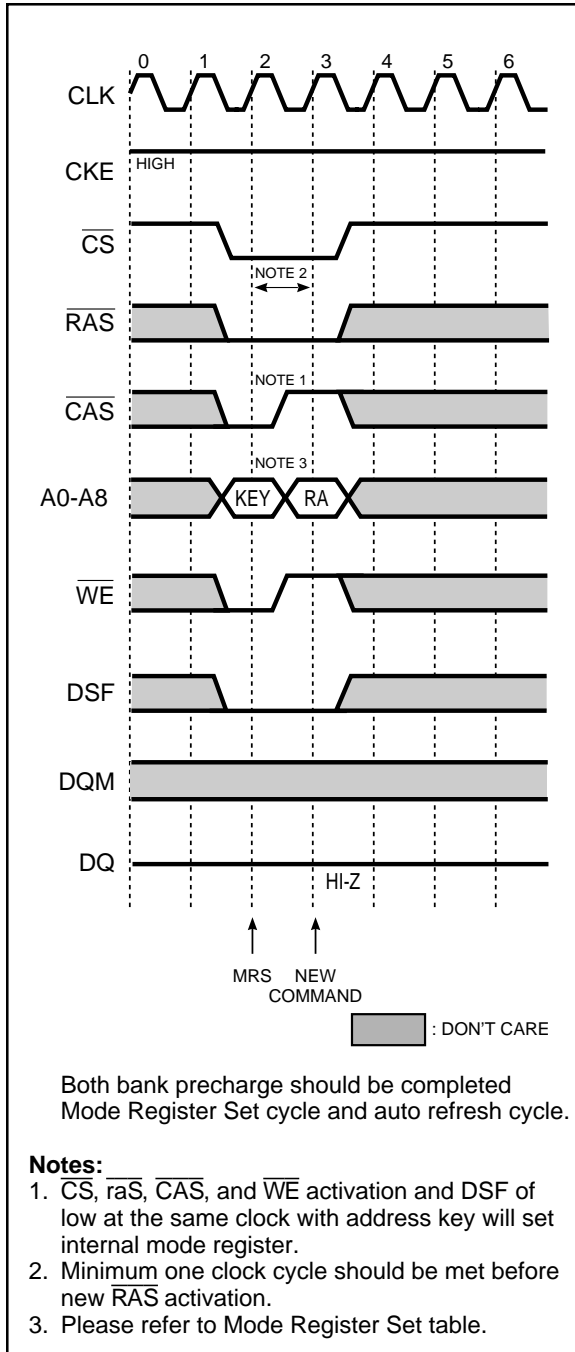 0 1 2 3 4 5 6
CLK
CKE
HIGH
CS
NOTE 2
RAS
NOTE 1
CAS
NOTE 3
A0-A8
KEY
RA
WE
DSF
DQM
DQ
HI-Z
MRS
NEW
COMMAND
: DON'T CARE
Both bank precharge should be completed
Mode Register Set cycle and auto refresh cycle.
Notes:
1. CS, raS, CAS, and WE activation and DSF of
low at the same clock with address key will set
internal mode register.
2. Minimum one clock cycle should be met before
new RAS activation.
3. Please refer to Mode Register Set table.